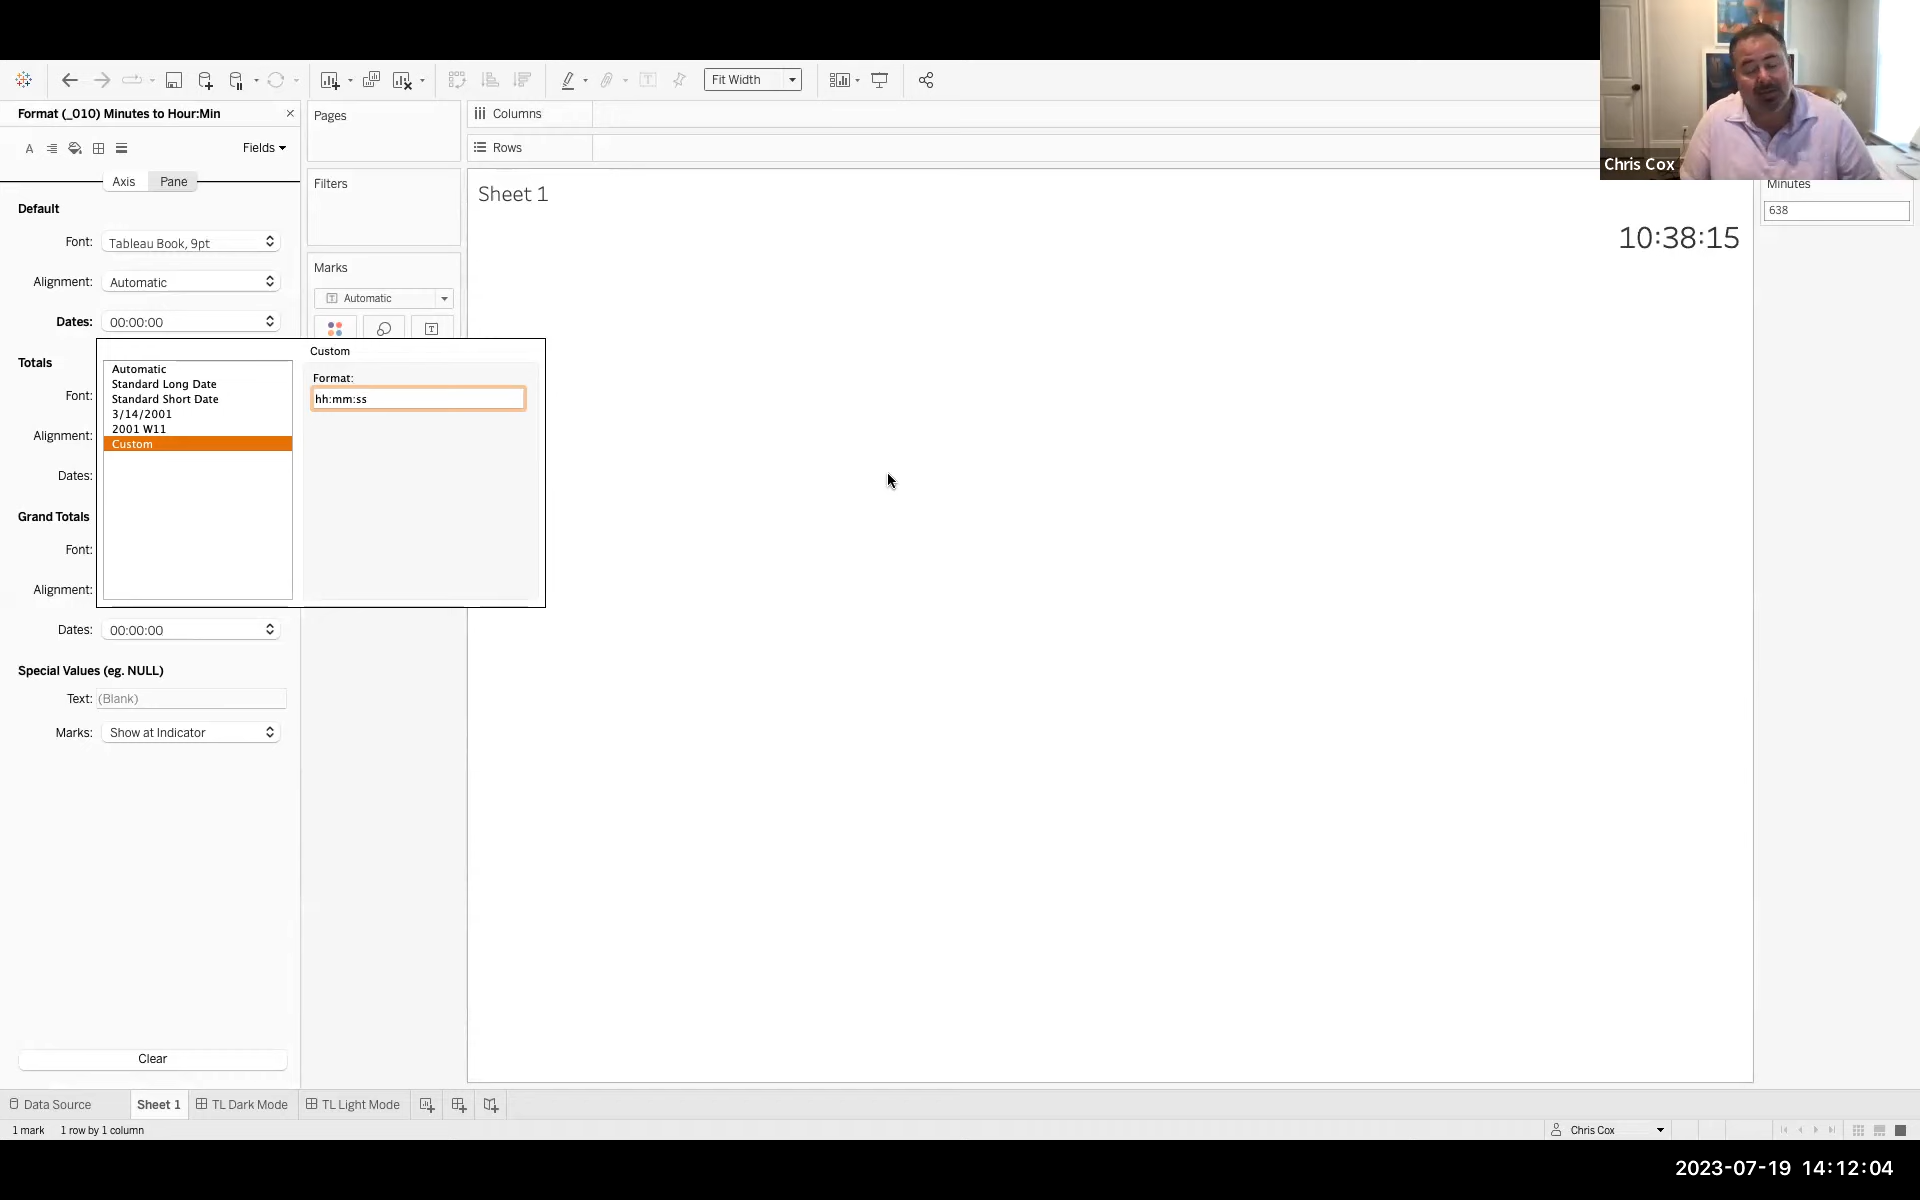 Fit Width
Chris Cox
Format (_010) Minutes to Hour:Min
Fields
Axis
Pane
Default
Font:
Tableau Book, 9pt
Alignment:
Automatic
Dates:
00:00:00
Totals
Font:
Alignment:
Dates:
Grand Totals
Font:
Alignment:
Dates:
00:00:00
Special Values (eg. NULL)
Text:
(Blank)
Marks:
Show at Indicator
Clear
Custom
Automatic
Standard Long Date
Standard Short Date
3/14/2001
2001 W11
Custom
Format:
hh:mm:ss
Pages
Filters
Marks
Automatic
Columns
Rows
Sheet 1
10:38:15
Minutes
638
Data Source
Sheet 1
TL Dark Mode
TL Light Mode
1 mark
1 row by 1 column
Chris Cox
2023-07-19 14:12:04